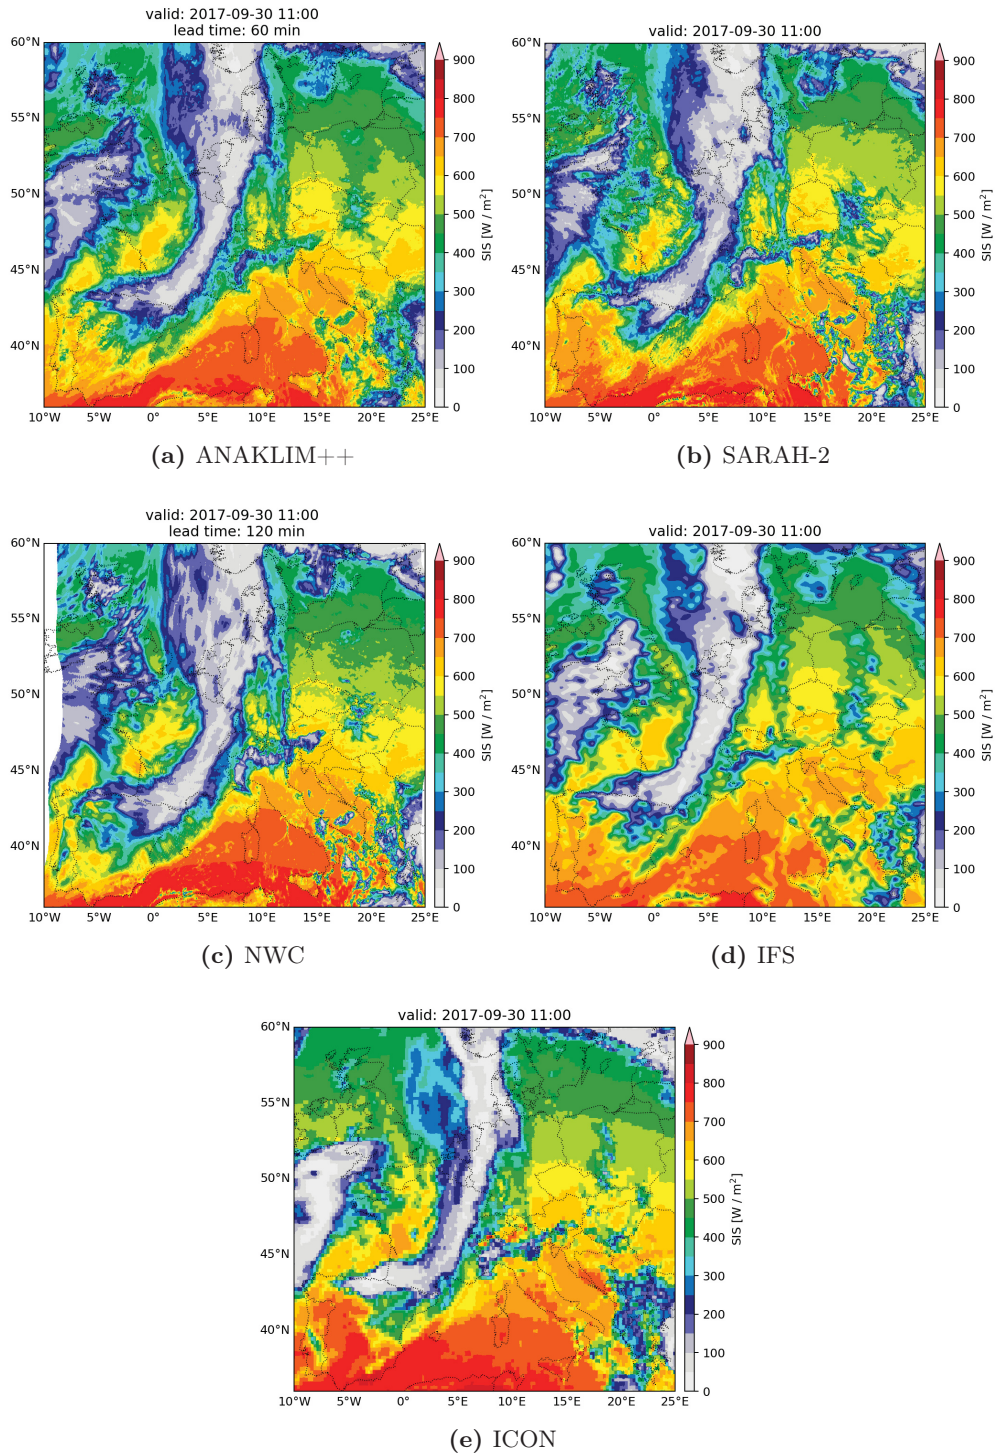 valid: 2017-09-30 11:00
lead time: 60 min
60°N
55°N
50°N
45°N
40°N
10°W 5°W 0° 5°E 10°E 15°E 20°E 25°E
900
800
700
600
500
400
300
200
100
0
SIS [W / m²]
(a) ANAKLIM++
valid: 2017-09-30 11:00
60°N
55°N
50°N
45°N
40°N
10°W 5°W 0° 5°E 10°E 15°E 20°E 25°E
900
800
700
600
500
400
300
200
100
0
SIS [W / m²]
(b) SARAH-2
valid: 2017-09-30 11:00
lead time: 120 min
60°N
55°N
50°N
45°N
40°N
10°W 5°W 0° 5°E 10°E 15°E 20°E 25°E
900
800
700
600
500
400
300
200
100
0
SIS [W / m²]
(c) NWC
valid: 2017-09-30 11:00
60°N
55°N
50°N
45°N
40°N
10°W 5°W 0° 5°E 10°E 15°E 20°E 25°E
900
800
700
600
500
400
300
200
100
0
SIS [W / m²]
(d) IFS
valid: 2017-09-30 11:00
60°N
55°N
50°N
45°N
40°N
10°W 5°W 0° 5°E 10°E 15°E 20°E 25°E
900
800
700
600
500
400
300
200
100
0
SIS [W / m²]
(e) ICON